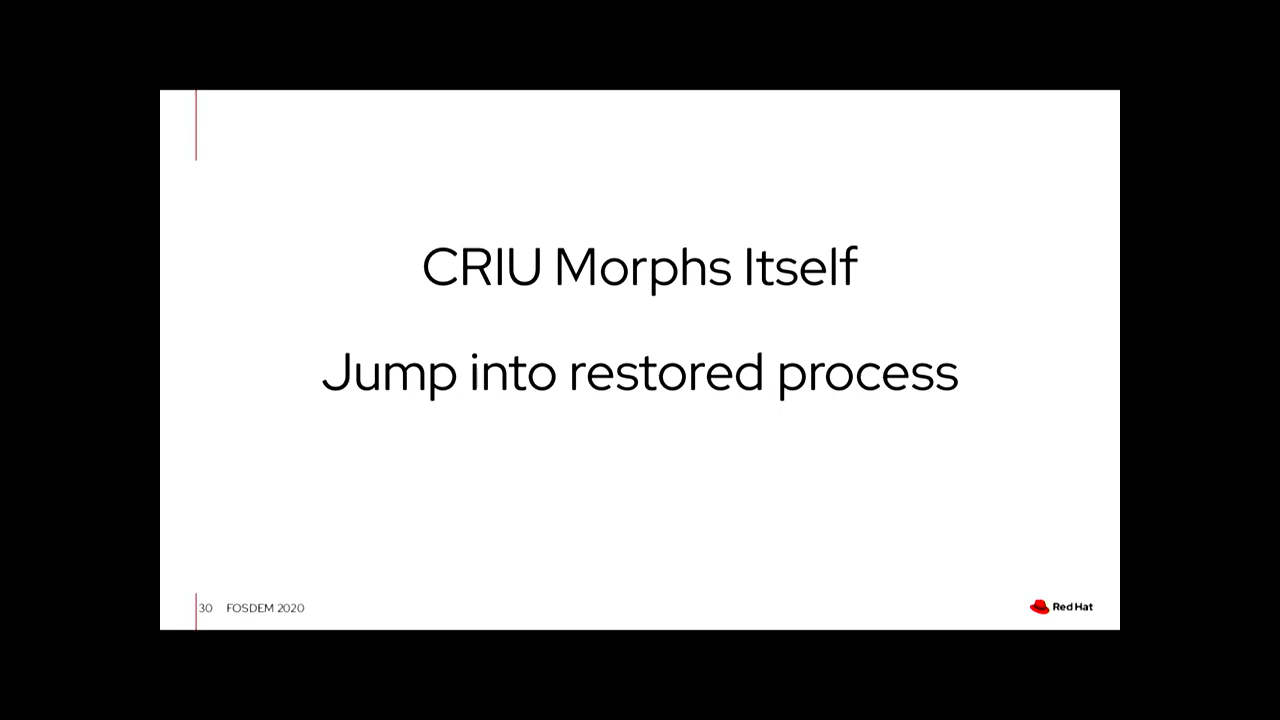 CRIU Morphs Itself
Jump into restored process
30 FOSDEM 2020
Red Hat